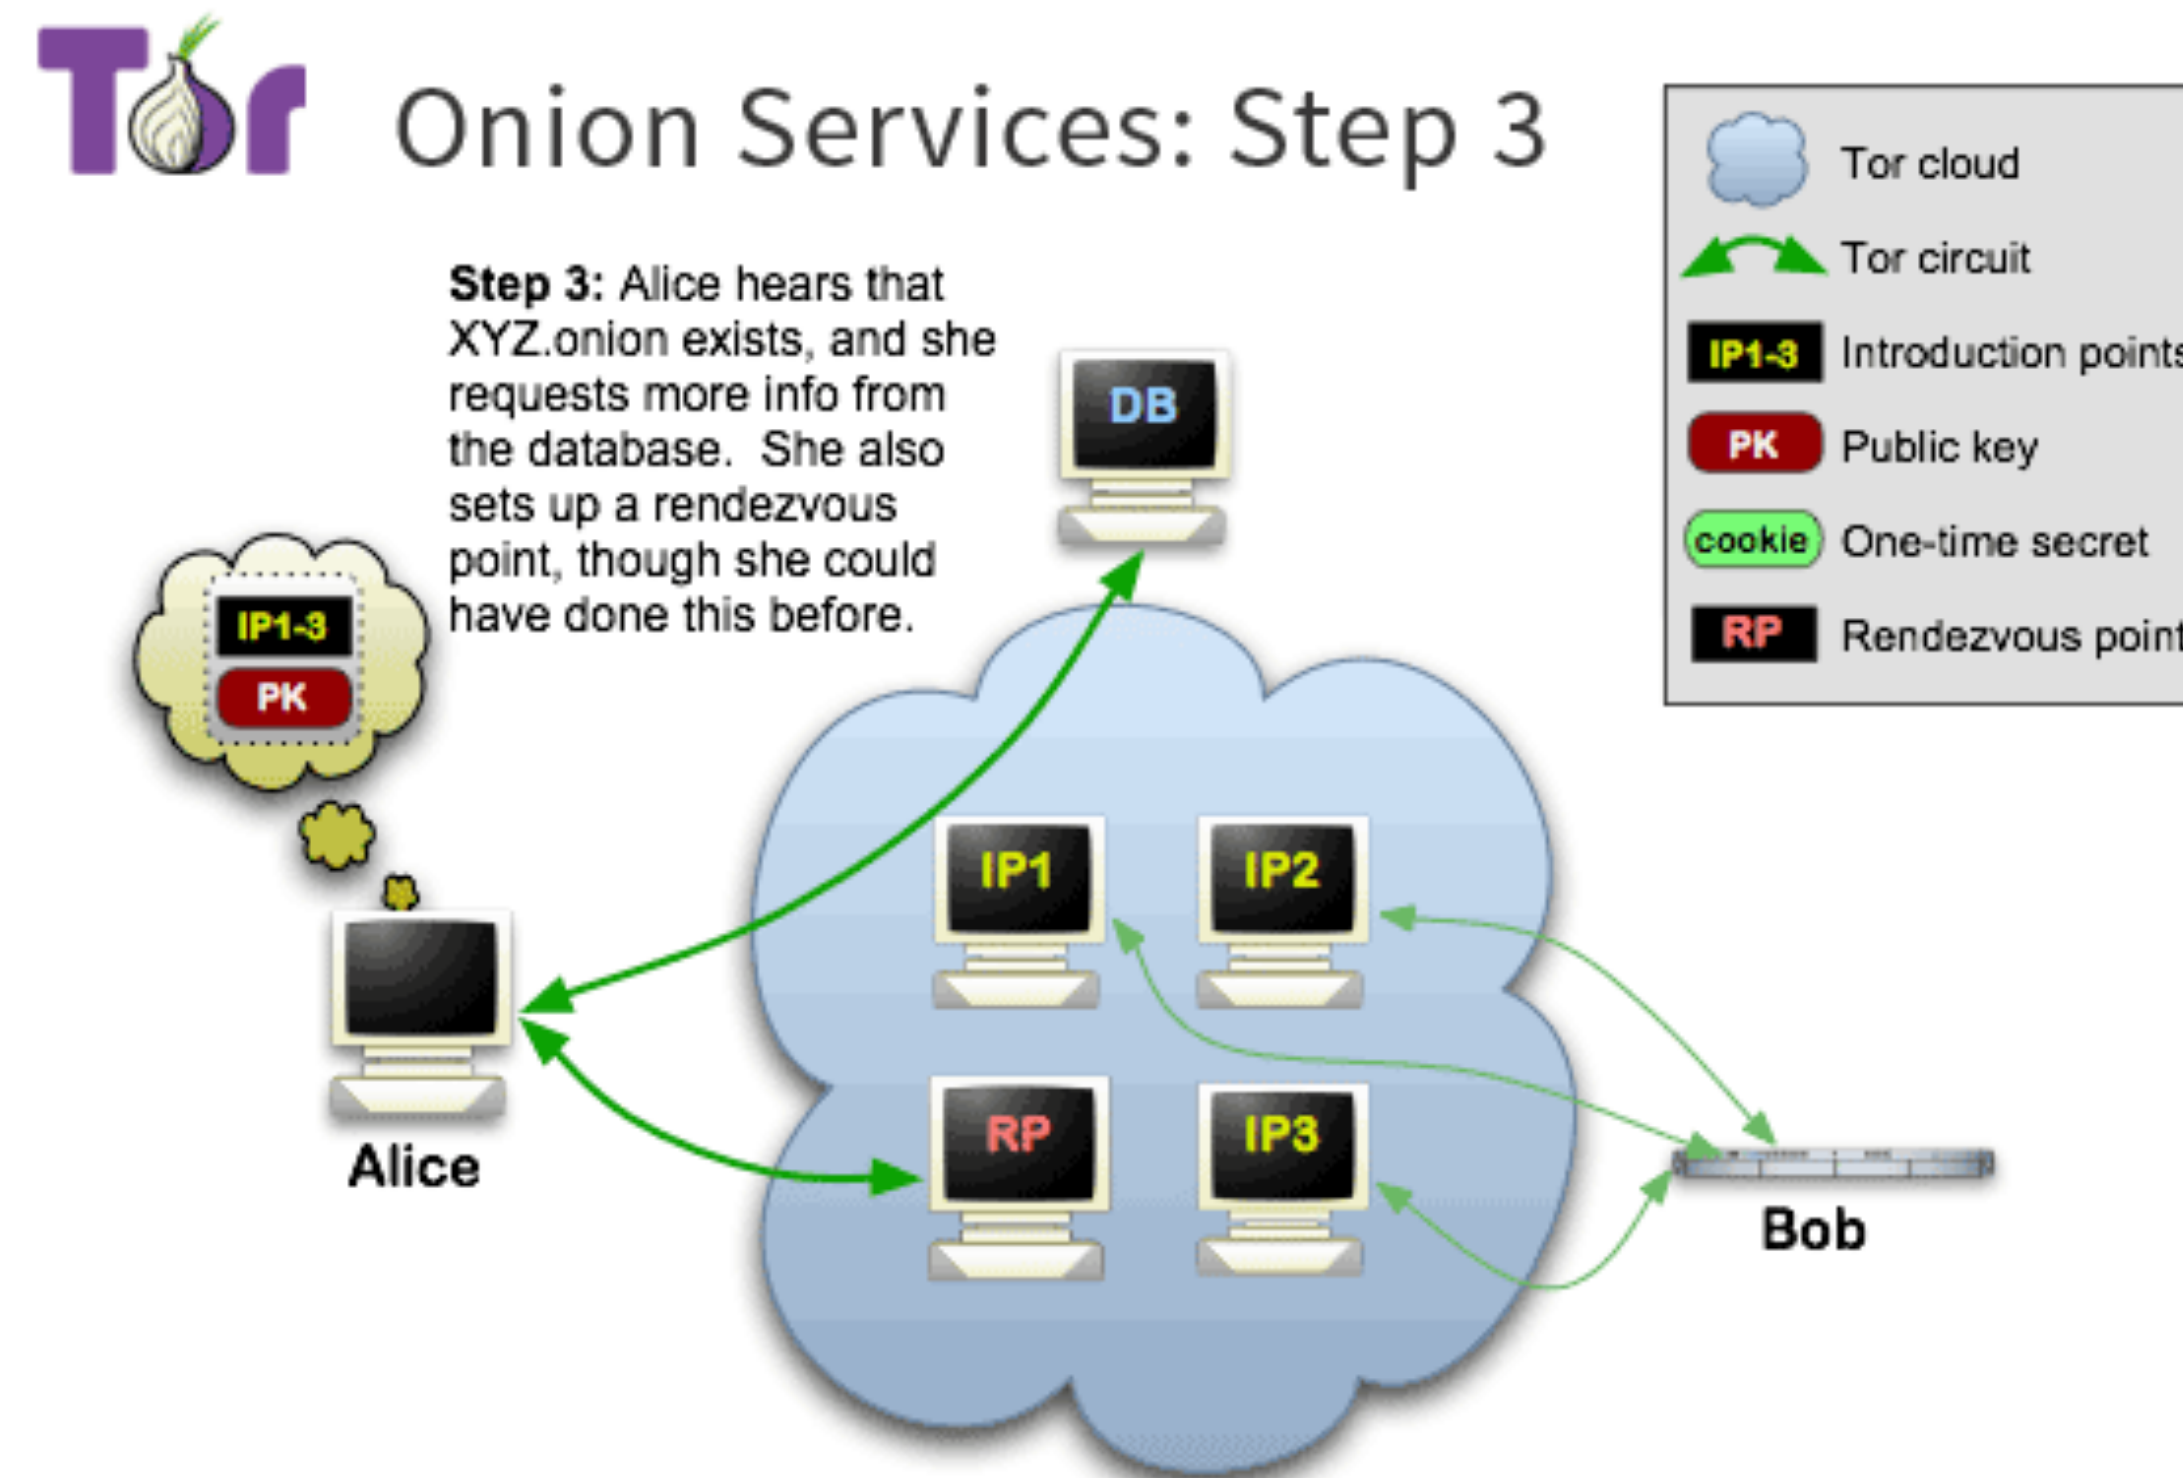 Tor
Onion Services: Step 3
Step 3: Alice hears that
XYZ.onion exists, and she
requests more info from
the database.  She also
sets up a rendezvous
point, though she could
have done this before.
Tor cloud
Tor circuit
IP1-3 Introduction points
PK Public key
cookie One-time secret
RP Rendezvous point
DB
IP1-3
PK
IP1
IP2
RP
IP3
Alice
Bob